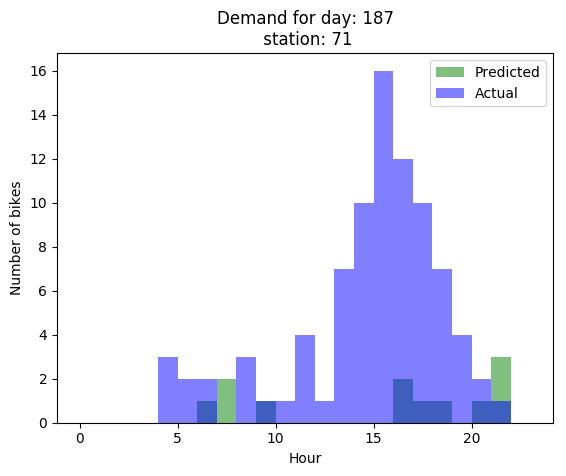 Demand for day: 187
station: 71
Predicted
Actual
Number of bikes
16
14
12
10
8
6
4
2
0
0 5 10 15 20
Hour